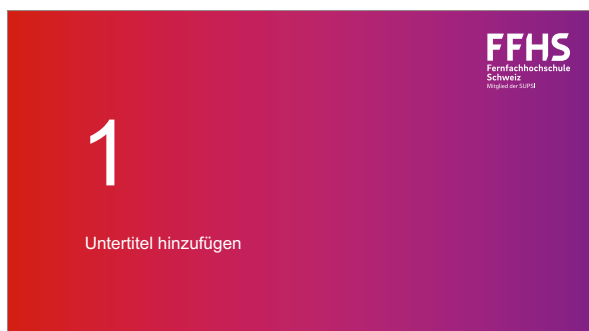 FFHS
Fernfachhochschule
Schweiz
Mitglied der SUPSI
1
Untertitel hinzufügen